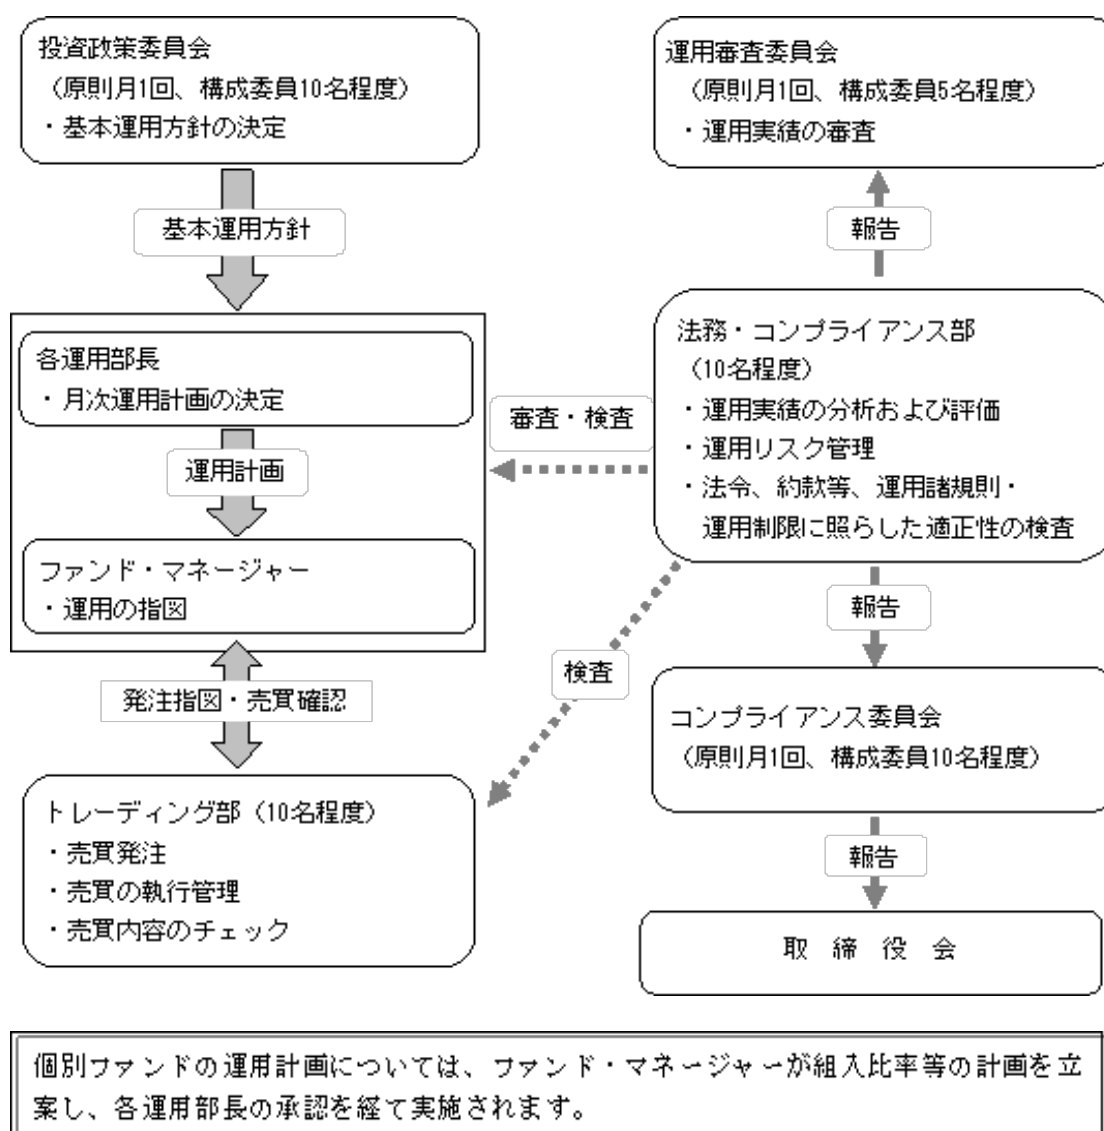 投資政策委員会
（原則月1回、構成委員10名程度）
・基本運用方針の決定
基本運用方針
各運用部長
・月次運用計画の決定
運用計画
ファンド・マネージャー
・運用の指図
発注指図・売買確認
トレーディング部（10名程度）
・売買発注
・売買の執行管理
・売買内容のチェック
運用審査委員会
（原則月1回、構成委員5名程度）
・運用実績の審査
報告
法務・コンプライアンス部
（10名程度）
・運用実績の分析および評価
・運用リスク管理
・法令、約款等、運用諸規則・
運用制限に照らした適正性の検査
審査・検査
検査
報告
コンプライアンス委員会
（原則月1回、構成委員10名程度）
報告
取　締　役　会
個別ファンドの運用計画については、ファンド・マネージャーが組入比率等の計画を立
案し、各運用部長の承認を経て実施されます。